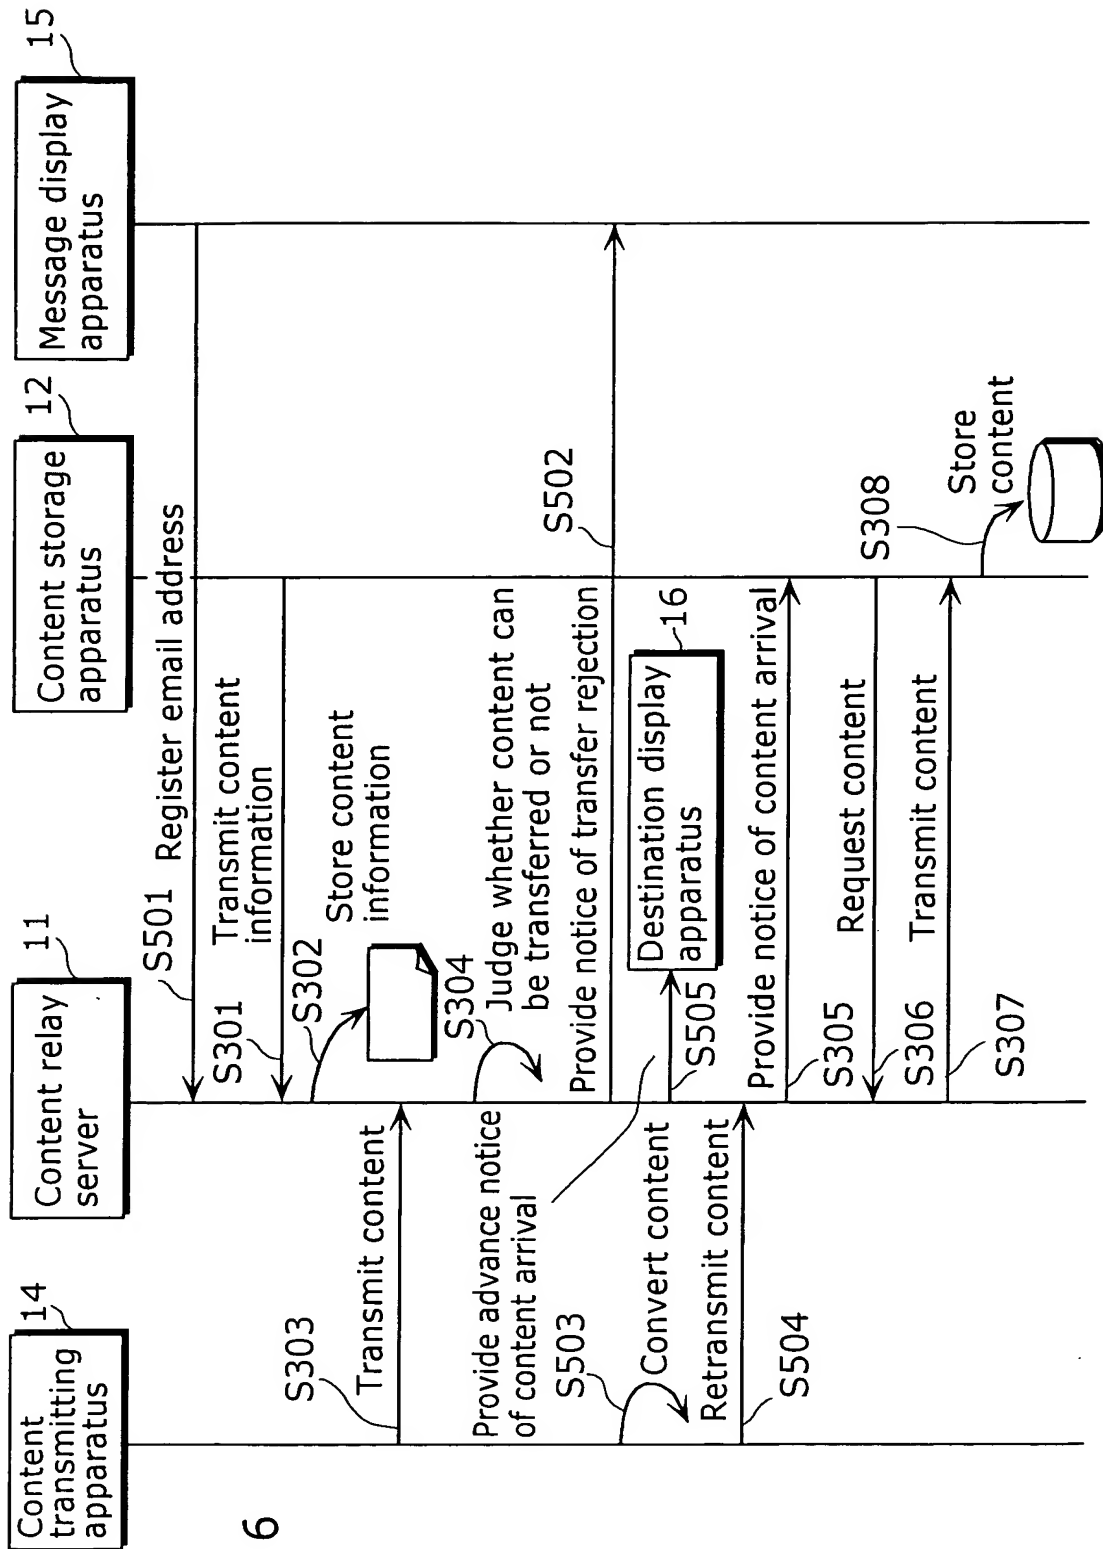 Content transmitting apparatus
14
Content relay server
11
Content storage apparatus
12
Message display apparatus
15
S501
Register email address
S301
Transmit content
information
S302
Store content
information
S303
Transmit content
S304
Judge whether content can
be transferred or not
Provide notice of transfer rejection
S502
Provide advance notice
of content arrival
S503
Convert content
S505
Destination display
apparatus
16
Retransmit content
S504
Provide notice of content arrival
S305
Request content
S306
Transmit content
S307
S308
Store
content
6